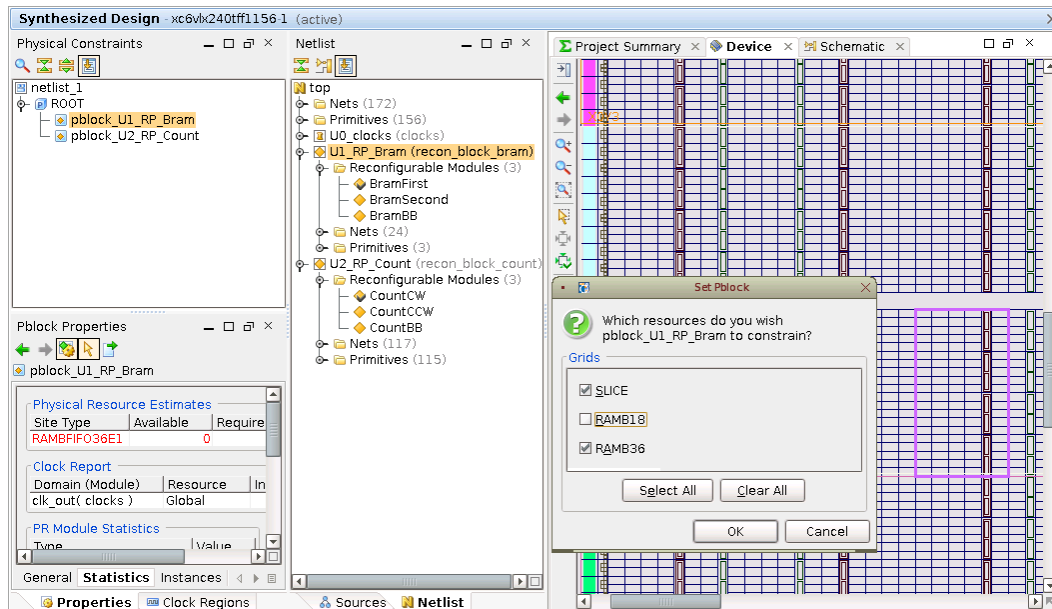 Synthesized Design - xc6vlx240tff1156-1 (active)
Physical Constraints
netlist_1
ROOT
pblock_U1_RP_Bram
pblock_U2_RP_Count
Pblock Properties
pblock_U1_RP_Bram
Physical Resource Estimates
Site Type Available Require
RAMBFIFO36E1 0
Clock Report
Domain (Module) Resource In
clk_out( clocks ) Global
PR Module Statistics
Type Value
General Statistics Instances
Properties Clock Regions
Netlist
top
Nets (172)
Primitives (156)
U0_clocks (clocks)
U1_RP_Bram (recon_block_bram)
Reconfigurable Modules (3)
BramFirst
BramSecond
BramBB
Nets (24)
Primitives (3)
U2_RP_Count (recon_block_count)
Reconfigurable Modules (3)
CountCW
CountCCW
CountBB
Nets (117)
Primitives (115)
Sources Netlist
Project Summary Device Schematic
Set Pblock
Which resources do you wish
pblock_U1_RP_Bram to constrain?
Grids
SLICE
RAMB18
RAMB36
Select All Clear All
OK Cancel